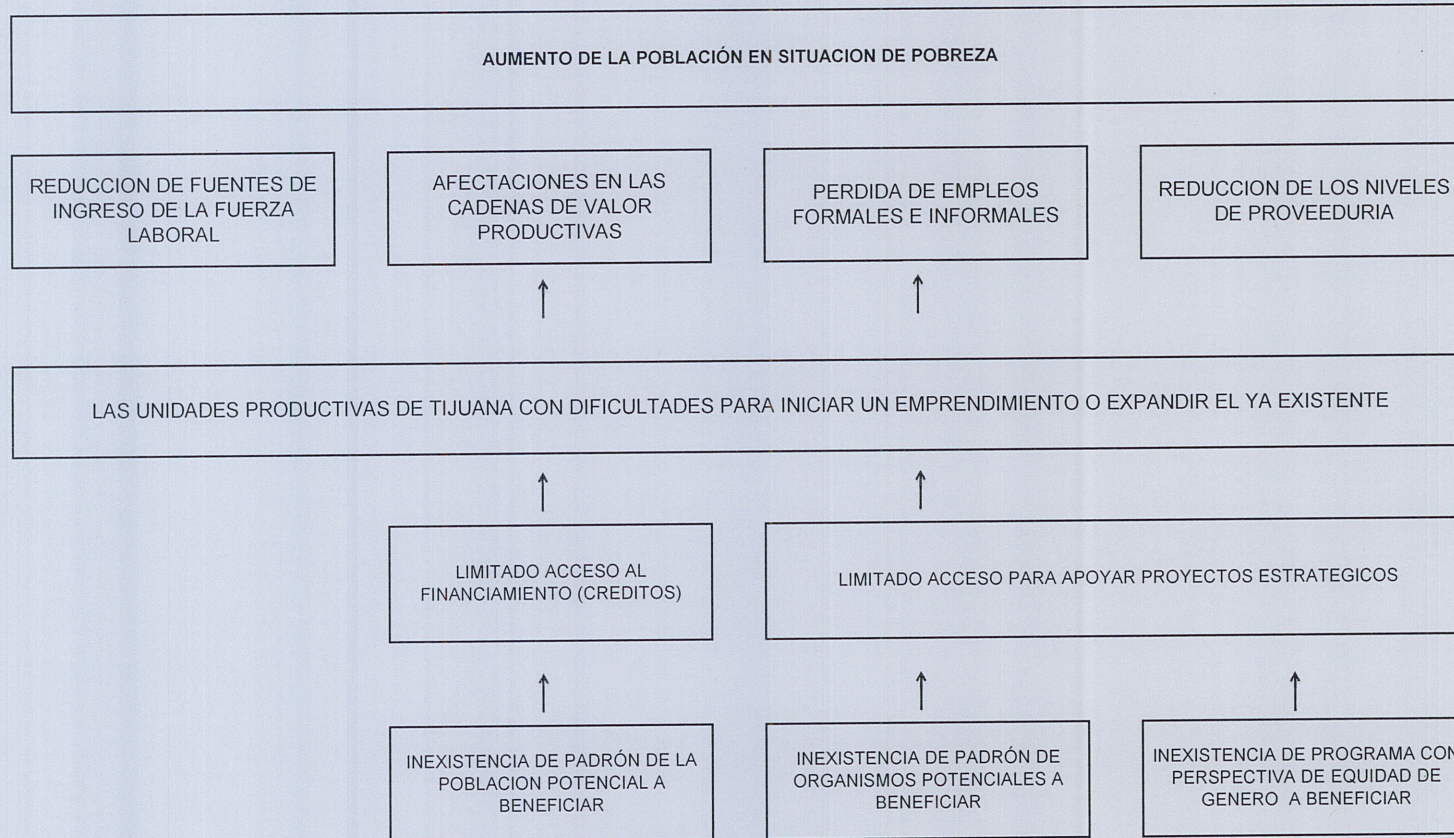 AUMENTO DE LA POBLACIÓN EN SITUACION DE POBREZA
REDUCCION DE FUENTES DE
INGRESO DE LA FUERZA
LABORAL
AFECTACIONES EN LAS
CADENAS DE VALOR
PRODUCTIVAS
PERDIDA DE EMPLEOS
FORMALES E INFORMALES
REDUCCION DE LOS NIVELES
DE PROVEEDURIA
LAS UNIDADES PRODUCTIVAS DE TIJUANA CON DIFICULTADES PARA INICIAR UN EMPRENDIMIENTO O EXPANDIR EL YA EXISTENTE
LIMITADO ACCESO AL
FINANCIAMIENTO (CREDITOS)
LIMITADO ACCESO PARA APOYAR PROYECTOS ESTRATEGICOS
INEXISTENCIA DE PADRÓN DE LA
POBLACION POTENCIAL A
BENEFICIAR
INEXISTENCIA DE PADRÓN DE
ORGANISMOS POTENCIALES A
BENEFICIAR
INEXISTENCIA DE PROGRAMA CON
PERSPECTIVA DE EQUIDAD DE
GENERO A BENEFICIAR